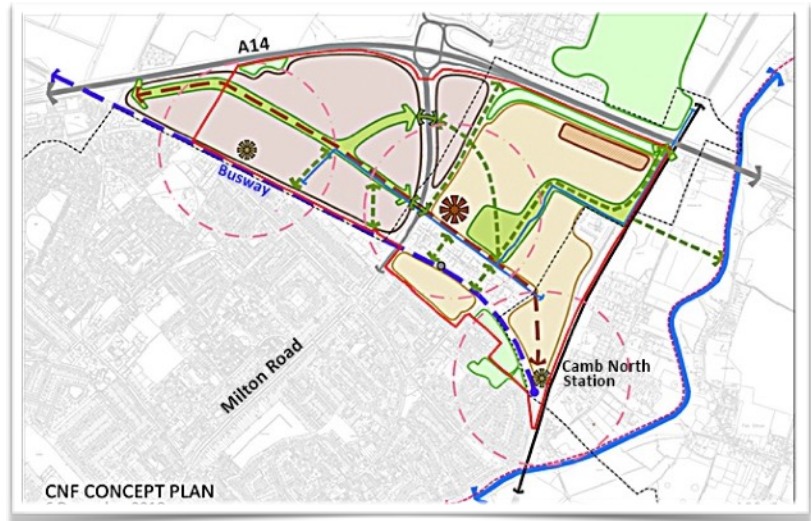 A14
Busway
Milton Road
Camb North
Station
CNF CONCEPT PLAN